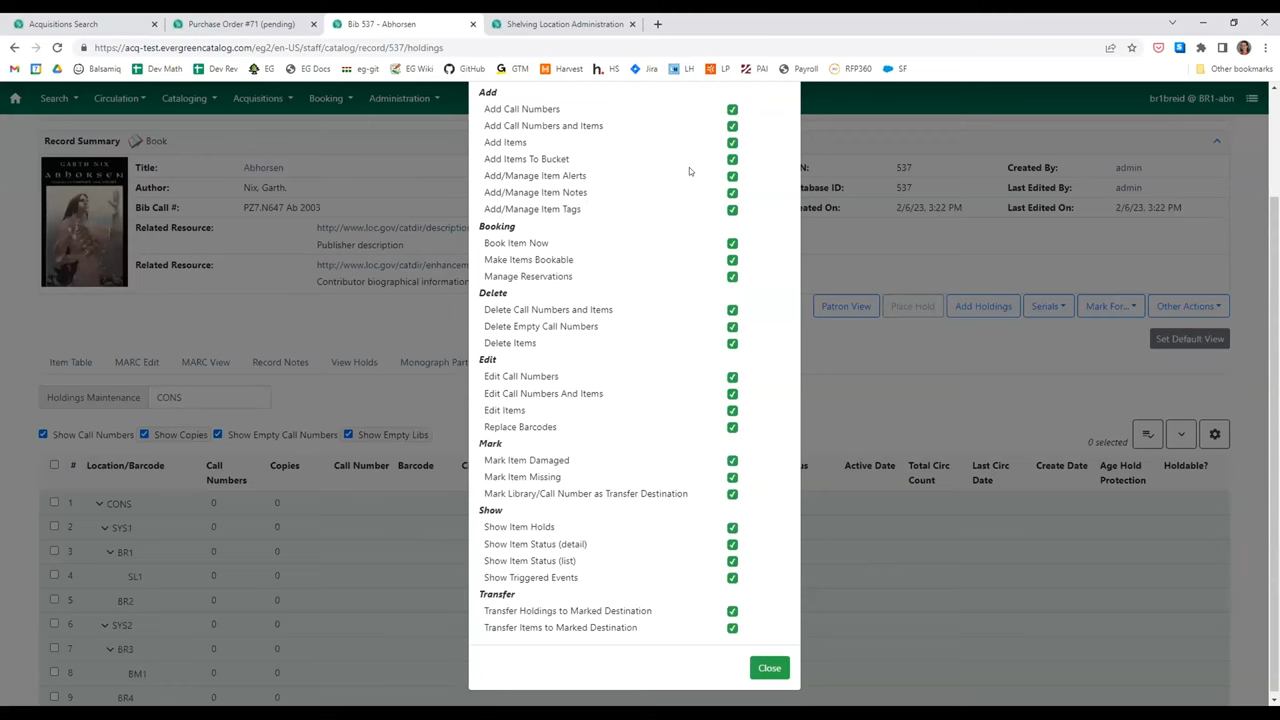 Acquisitions Search
Purchase Order #71 (pending)
Bib 537 - Abhorsen
Shelving Location Administration
https://acq-test.evergreencatalog.com/eg2/en-US/staff/catalog/record/537/holdings
Balsamiq Dev Math Dev Rev EG EG Docs eg-git EG Wiki GitHub GTM Harvest HS Jira LH LP PAI Payroll RFP360 SF Other bookmarks
Search Circulation Cataloging Acquisitions Booking Administration br1breid @ BR1-abn
Add
Add Call Numbers
Add Call Numbers and Items
Add Items
Add Items To Bucket
Add/Manage Item Alerts
Add/Manage Item Notes
Add/Manage Item Tags
Booking
Book Item Now
Make Items Bookable
Manage Reservations
Delete
Delete Call Numbers and Items
Delete Empty Call Numbers
Delete Items
Edit
Edit Call Numbers
Edit Call Numbers And Items
Edit Items
Replace Barcodes
Mark
Mark Item Damaged
Mark Item Missing
Mark Library/Call Number as Transfer Destination
Show
Show Item Holds
Show Item Status (detail)
Show Item Status (list)
Show Triggered Events
Transfer
Transfer Holdings to Marked Destination
Transfer Items to Marked Destination
Close
Record Summary Book
GARTH NIX
ABHORSEN
Title: Abhorsen
Author: Nix, Garth.
Bib Call #: PZ7.N647 Ab 2003
Related Resource: http://www.loc.gov/catdir/descriptio
Publisher description
Related Resource: http://www.loc.gov/catdir/enhancem
Contributor biographical information
N: 537 Created By: admin
tabase ID: 537 Last Edited By: admin
ated On: 2/6/23, 3:22 PM Last Edited On: 2/6/23, 3:22 PM
Patron View Place Hold Add Holdings Serials Mark For... Other Actions
Set Default View
Item Table MARC Edit MARC View Record Notes View Holds Monograph Part
Holdings Maintenance CONS
Show Call Numbers Show Copies Show Empty Call Numbers Show Empty Libs
0 selected
# Location/Barcode Call Numbers Copies Call Number Barcode C us Active Date Total Circ Count Last Circ Date Create Date Age Hold Protection Holdable?
1 CONS 0 0
2 SYS1 0 0
3 BR1 0 0
4 SL1 0 0
5 BR2 0 0
6 SYS2 0 0
7 BR3 0 0
8 BM1 0 0
9 BR4 0 0